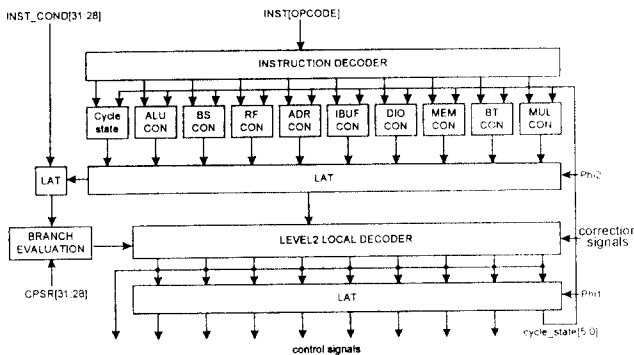 INST_COND[31:28]
INST[OPCODE]
INSTRUCTION DECODER
Cycle state
ALU CON
BS CON
RF CON
ADR CON
IBUF CON
DIO CON
MEM CON
BT CON
MUL CON
LAT
LAT
Phi2
BRANCH EVALUATION
LEVEL2 LOCAL DECODER
correction signals
CPSR[31:28]
LAT
Phi1
cycle_state[5:0]
control signals